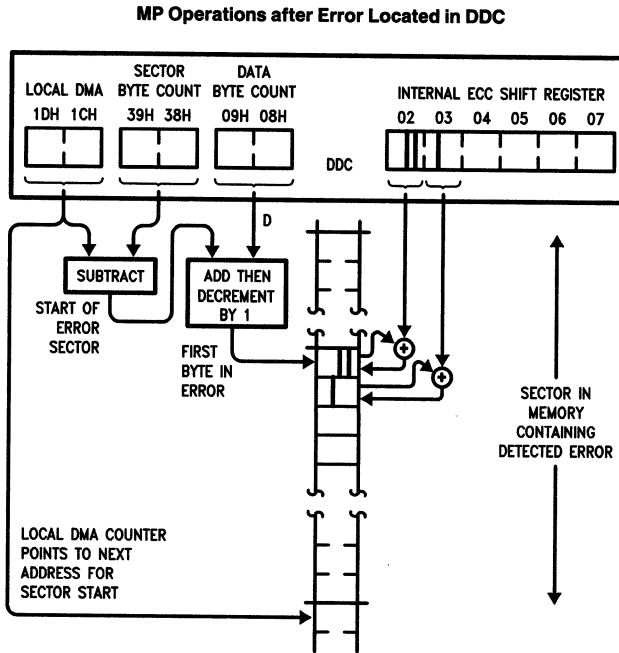 MP Operations after Error Located in DDC
LOCAL DMA
1DH 1CH
SECTOR
BYTE COUNT
39H 38H
DATA
BYTE COUNT
09H 08H
DDC
INTERNAL ECC SHIFT REGISTER
02 03 04 05 06 07
D
SUBTRACT
START OF
ERROR
SECTOR
ADD THEN
DECREMENT
BY 1
FIRST
BYTE IN
ERROR
+
+
SECTOR IN
MEMORY
CONTAINING
DETECTED ERROR
LOCAL DMA COUNTER
POINTS TO NEXT
ADDRESS FOR
SECTOR START